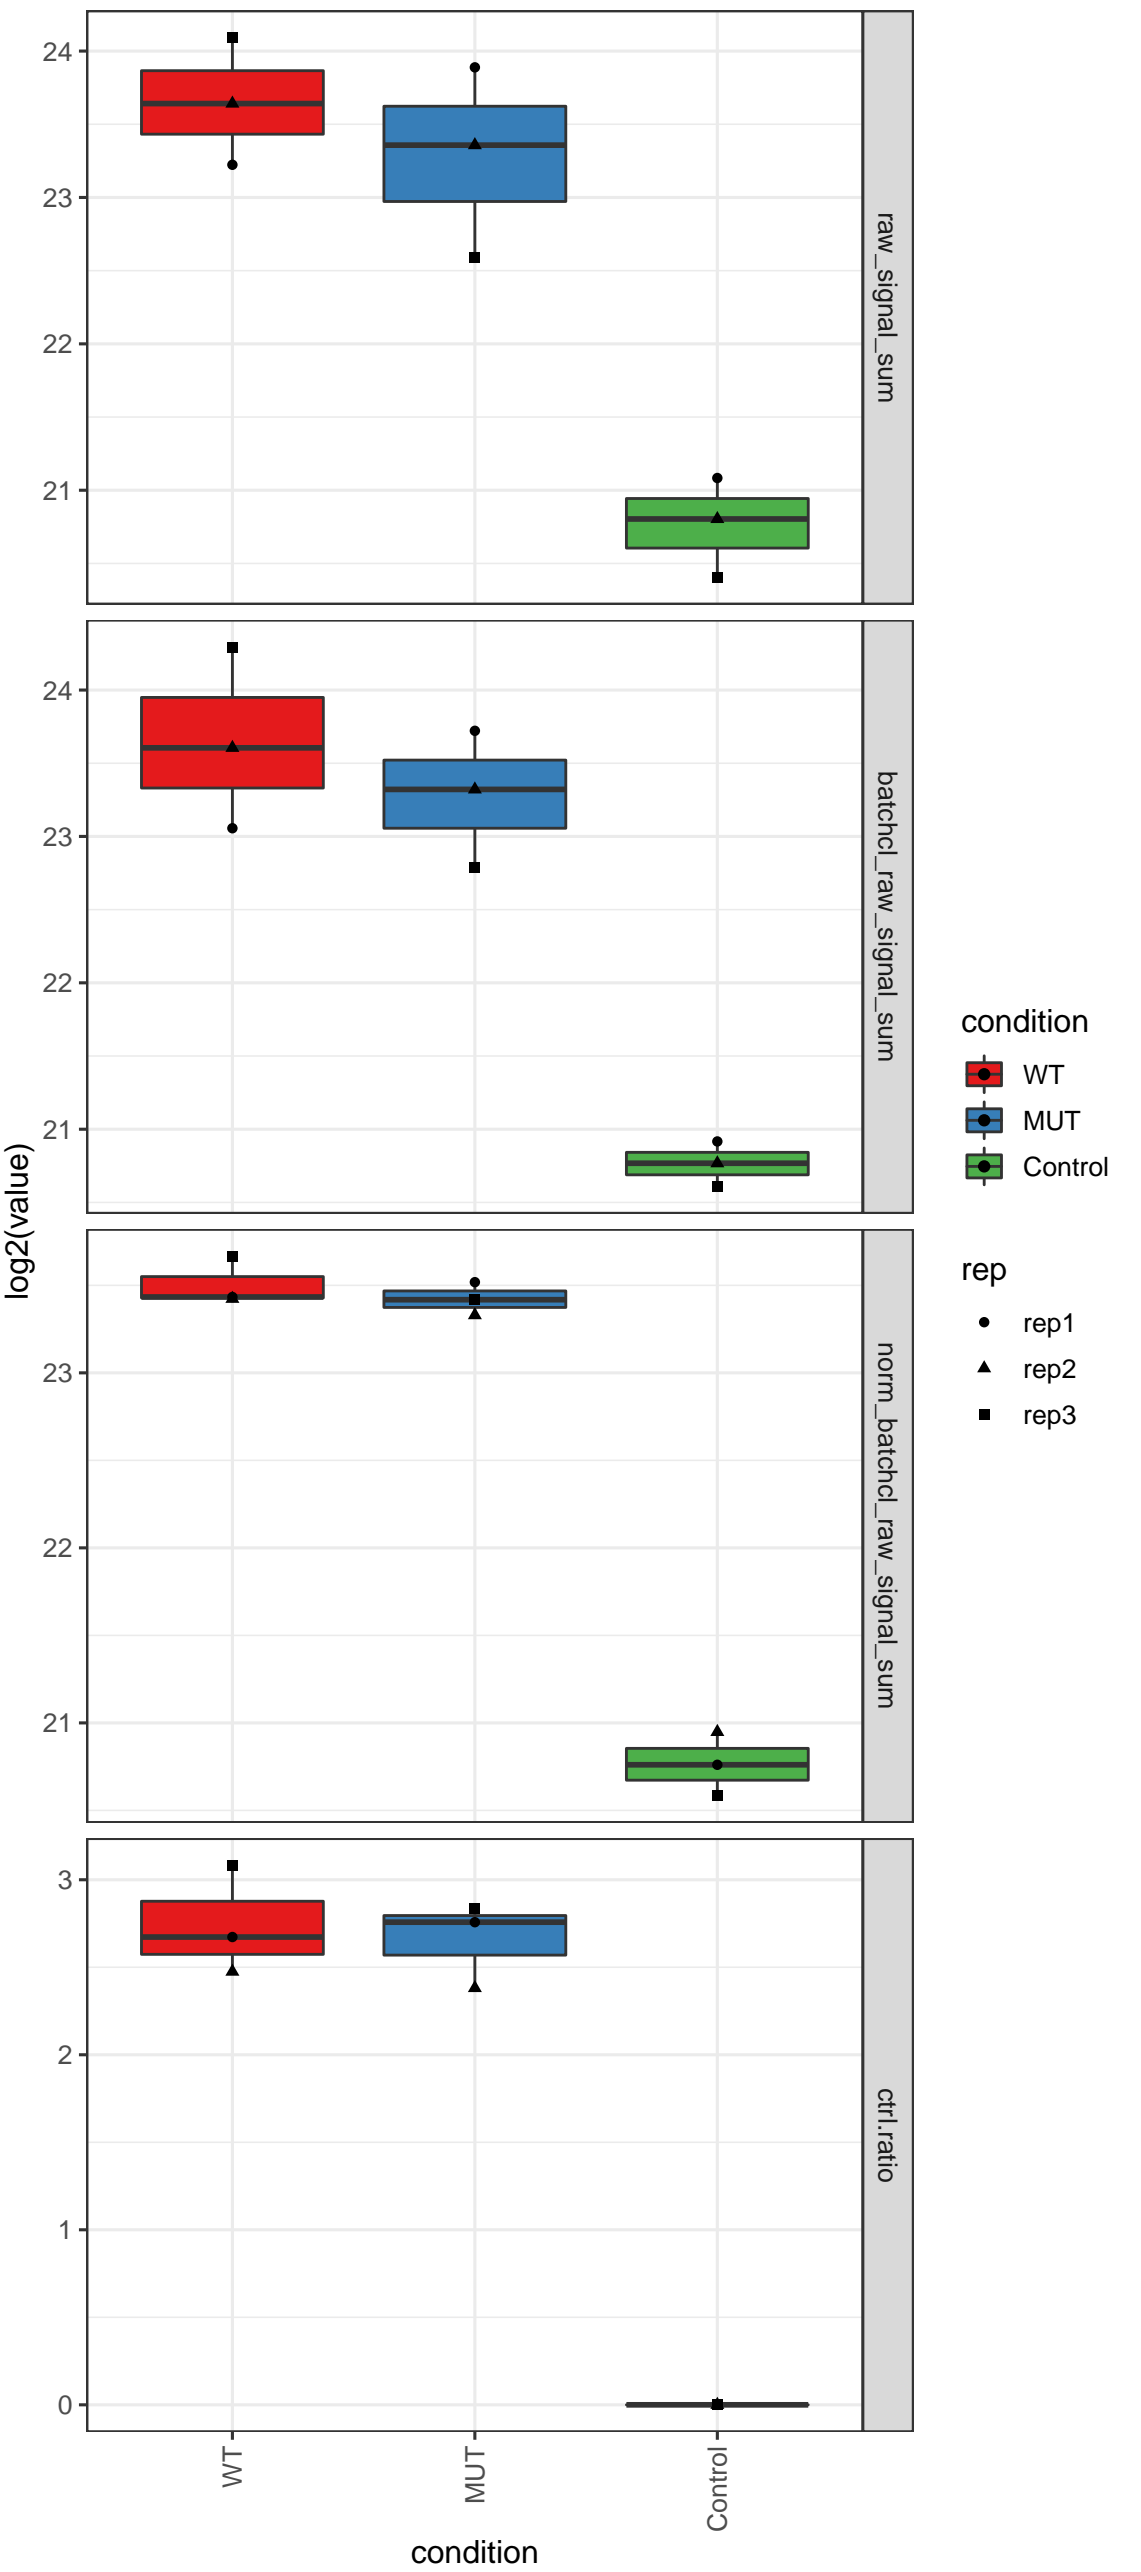 24
23
22
21
raw_signal_sum
24
23
22
21
batchcl_raw_signal_sum
23
22
21
norm_batchcl_raw_signal_sum
3
2
1
0
ctrl.ratio
log2(value)
WT
MUT
Control
condition
condition
WT
MUT
Control
rep
rep1
rep2
rep3